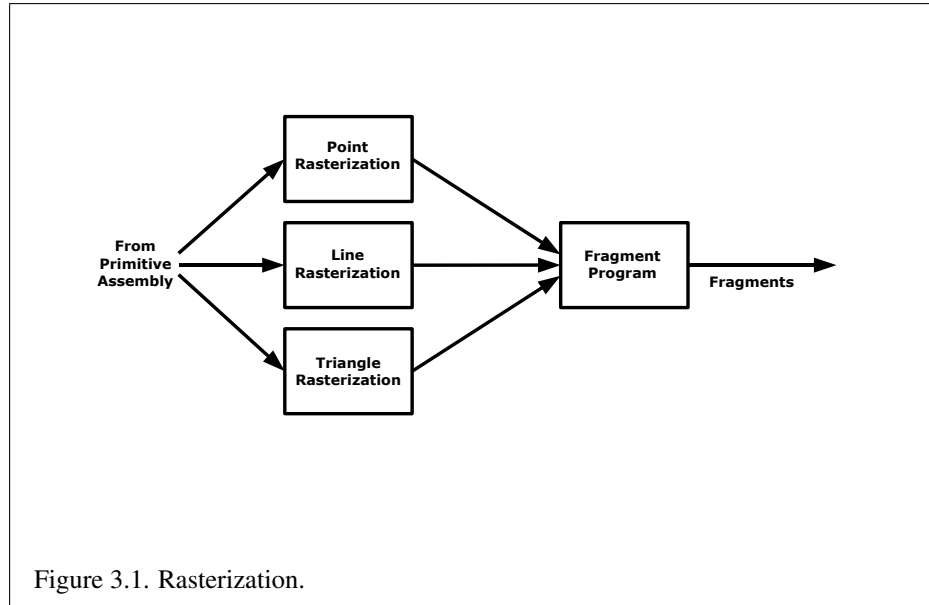 Point
Rasterization
From
Primitive
Assembly
Line
Rasterization
Triangle
Rasterization
Fragment
Program
Fragments
Figure 3.1. Rasterization.